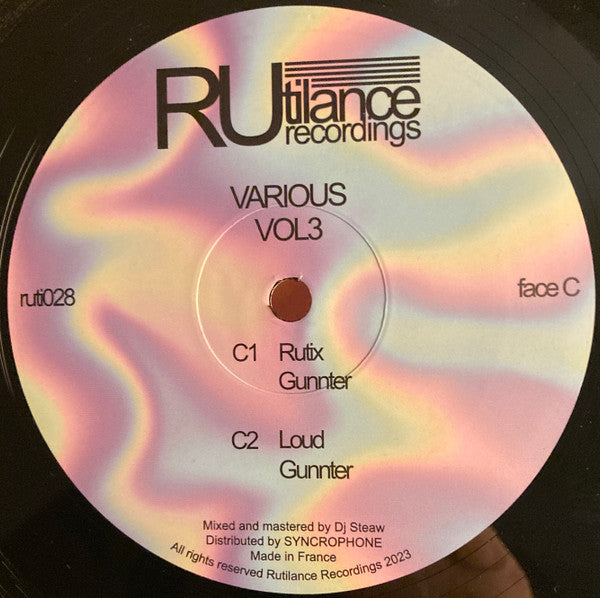 RUtilance
recordings
VARIOUS
VOL3
ruti028
face C
C1 Rutix
Gunnter
C2 Loud
Gunnter
Mixed and mastered by Dj Steaw
Distributed by SYNCROPHONE
Made in France
All rights reserved Rutilance Recordings 2023